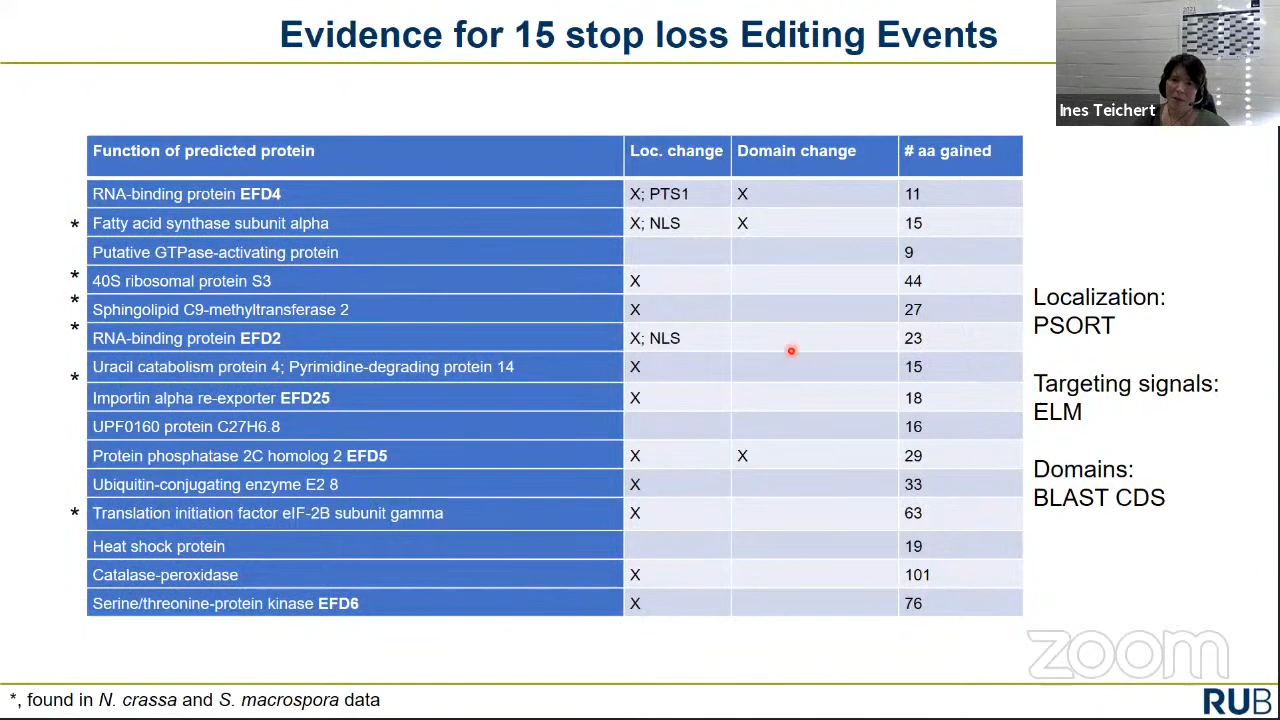 Evidence for 15 stop loss Editing Events
Ines Teichert
Function of predicted protein Loc. change Domain change # aa gained
RNA-binding protein EFD4 X; PTS1 X 11
* Fatty acid synthase subunit alpha X; NLS X 15
Putative GTPase-activating protein 9
* 40S ribosomal protein S3 X 44
* Sphingolipid C9-methyltransferase 2 X 27
* RNA-binding protein EFD2 X; NLS 23
Uracil catabolism protein 4; Pyrimidine-degrading protein 14 X 15
* Importin alpha re-exporter EFD25 X 18
UPF0160 protein C27H6.8 16
Protein phosphatase 2C homolog 2 EFD5 X X 29
Ubiquitin-conjugating enzyme E2 8 X 33
* Translation initiation factor eIF-2B subunit gamma X 63
Heat shock protein 19
Catalase-peroxidase X 101
Serine/threonine-protein kinase EFD6 X 76
Localization:
PSORT
Targeting signals:
ELM
Domains:
BLAST CDS
zoom
*, found in N. crassa and S. macrospora data
RUB